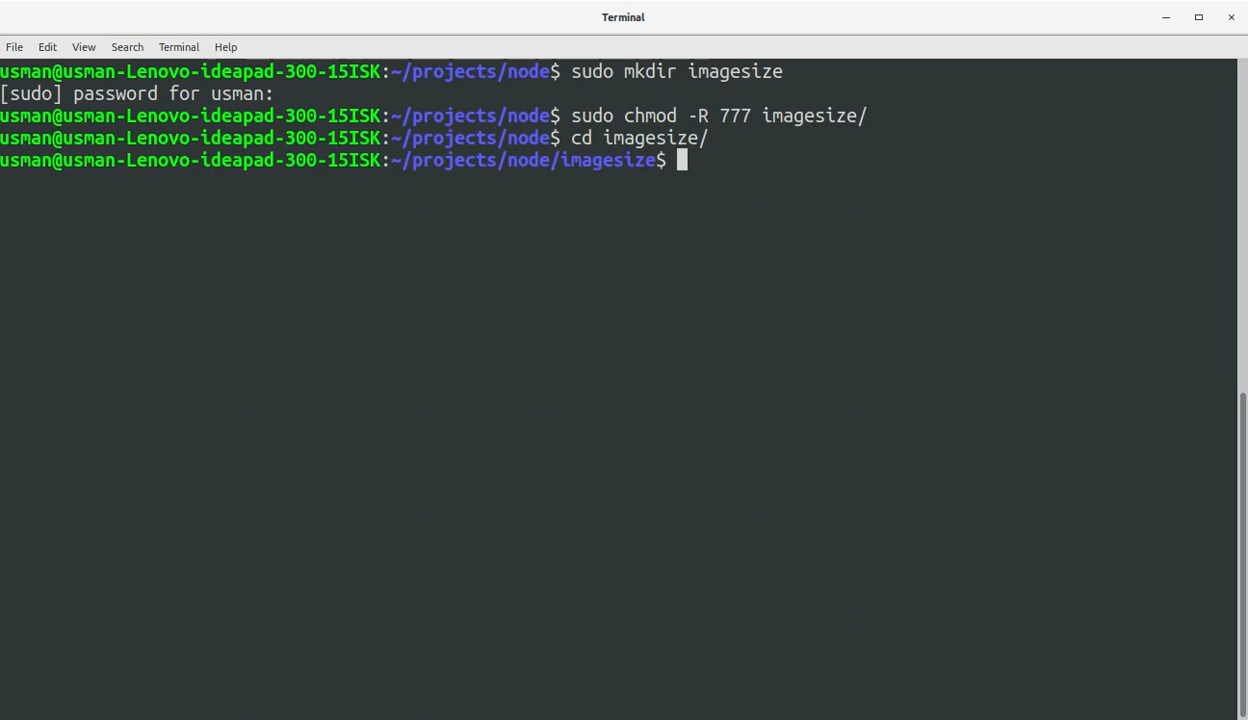 Terminal
File Edit View Search Terminal Help
usman@usman-Lenovo-ideapad-300-15ISK:~/projects/node$ sudo mkdir imagesize
[sudo] password for usman:
usman@usman-Lenovo-ideapad-300-15ISK:~/projects/node$ sudo chmod -R 777 imagesize/
usman@usman-Lenovo-ideapad-300-15ISK:~/projects/node$ cd imagesize/
usman@usman-Lenovo-ideapad-300-15ISK:~/projects/node/imagesize$